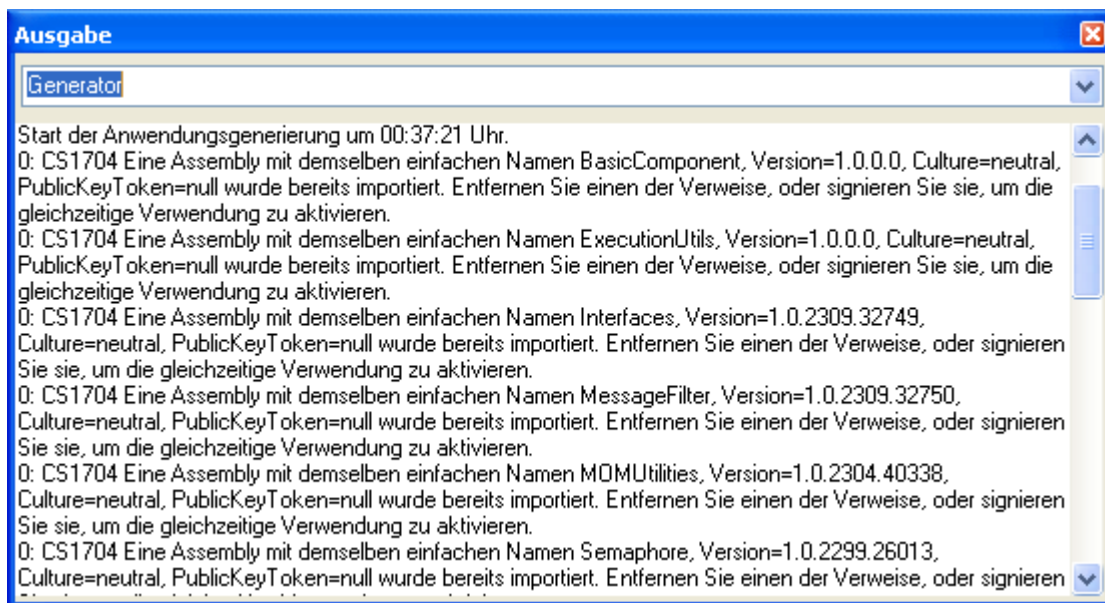 Ausgabe
Generator
Start der Anwendungsgenerierung um 00:37:21 Uhr.
0: CS1704 Eine Assembly mit demselben einfachen Namen BasicComponent, Version=1.0.0.0, Culture=neutral,
PublicKeyToken=null wurde bereits importiert. Entfernen Sie einen der Verweise, oder signieren Sie sie, um die
gleichzeitige Verwendung zu aktivieren.
0: CS1704 Eine Assembly mit demselben einfachen Namen ExecutionUtils, Version=1.0.0.0, Culture=neutral,
PublicKeyToken=null wurde bereits importiert. Entfernen Sie einen der Verweise, oder signieren Sie sie, um die
gleichzeitige Verwendung zu aktivieren.
0: CS1704 Eine Assembly mit demselben einfachen Namen Interfaces, Version=1.0.2309.32749,
Culture=neutral, PublicKeyToken=null wurde bereits importiert. Entfernen Sie einen der Verweise, oder signieren
Sie sie, um die gleichzeitige Verwendung zu aktivieren.
0: CS1704 Eine Assembly mit demselben einfachen Namen MessageFilter, Version=1.0.2309.32750,
Culture=neutral, PublicKeyToken=null wurde bereits importiert. Entfernen Sie einen der Verweise, oder signieren
Sie sie, um die gleichzeitige Verwendung zu aktivieren.
0: CS1704 Eine Assembly mit demselben einfachen Namen MOMUtilities, Version=1.0.2304.40338,
Culture=neutral, PublicKeyToken=null wurde bereits importiert. Entfernen Sie einen der Verweise, oder signieren
Sie sie, um die gleichzeitige Verwendung zu aktivieren.
0: CS1704 Eine Assembly mit demselben einfachen Namen Semaphore, Version=1.0.2299.26013,
Culture=neutral, PublicKeyToken=null wurde bereits importiert. Entfernen Sie einen der Verweise, oder signieren